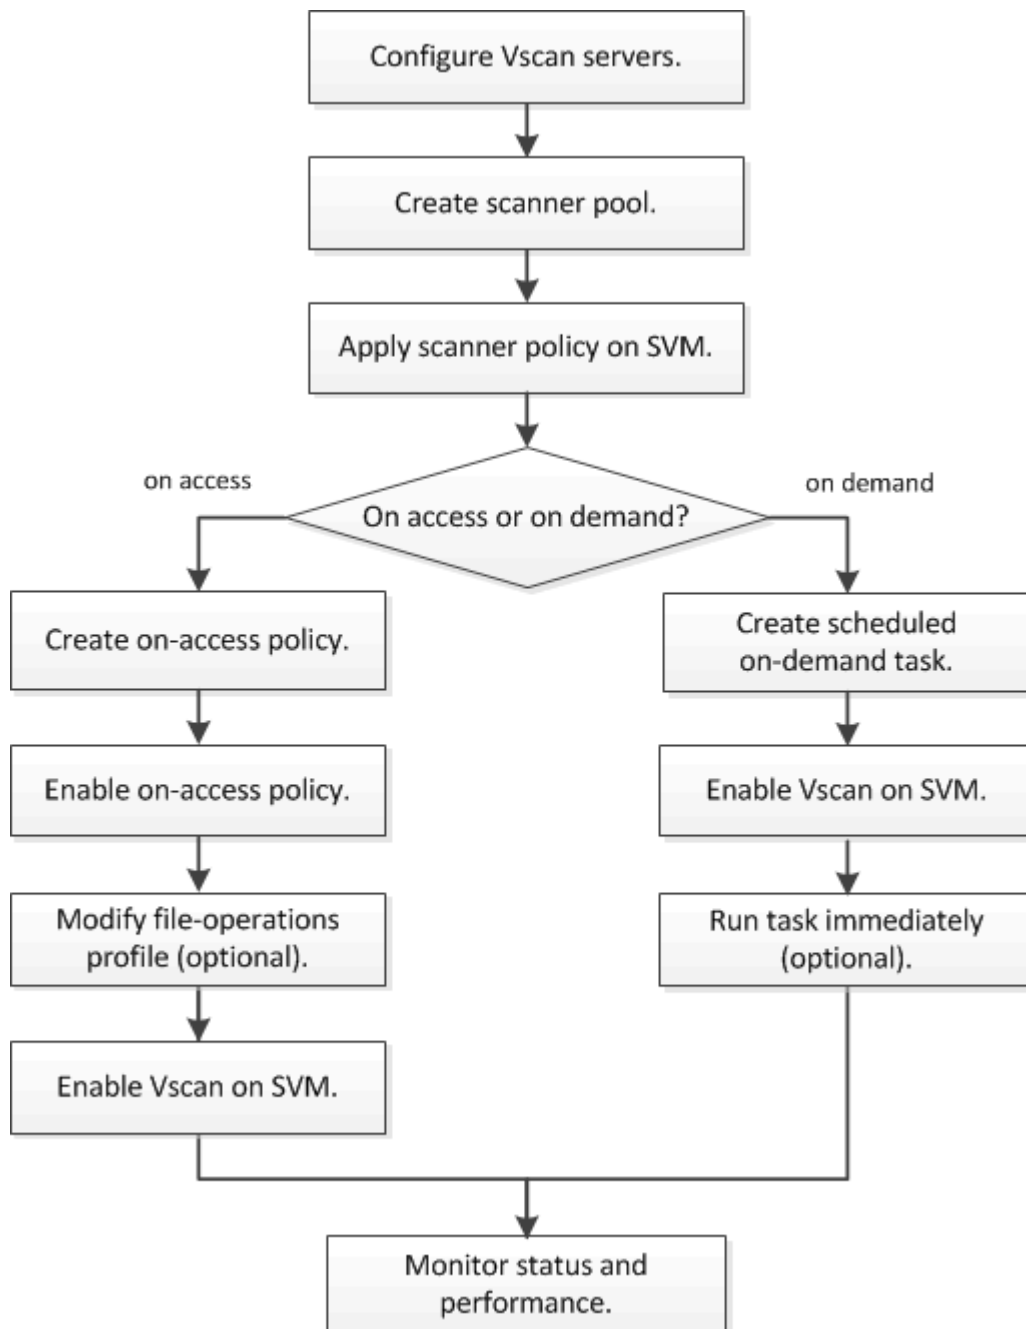 Configure Vscan servers.
Create scanner pool.
Apply scanner policy on SVM.
on access
on demand
On access or on demand?
Create on-access policy.
Create scheduled
on-demand task.
Enable on-access policy.
Enable Vscan on SVM.
Modify file-operations
profile (optional).
Run task immediately
(optional).
Enable Vscan on SVM.
Monitor status and
performance.